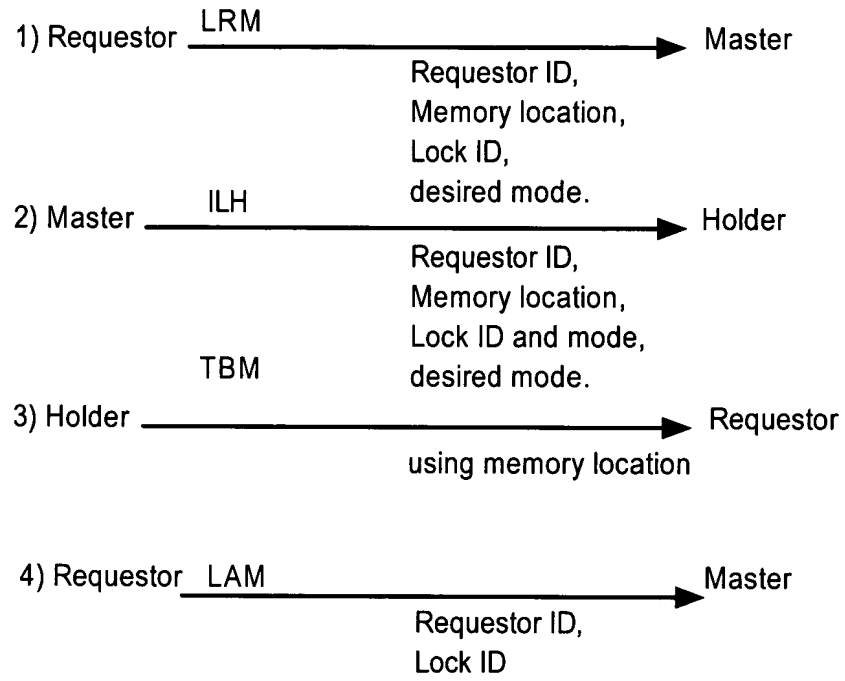 1) Requestor LRM Master
Requestor ID,
Memory location,
Lock ID,
desired mode.
2) Master ILH Holder
Requestor ID,
Memory location,
Lock ID and mode,
desired mode.
TBM
3) Holder Requestor
using memory location
4) Requestor LAM Master
Requestor ID,
Lock ID